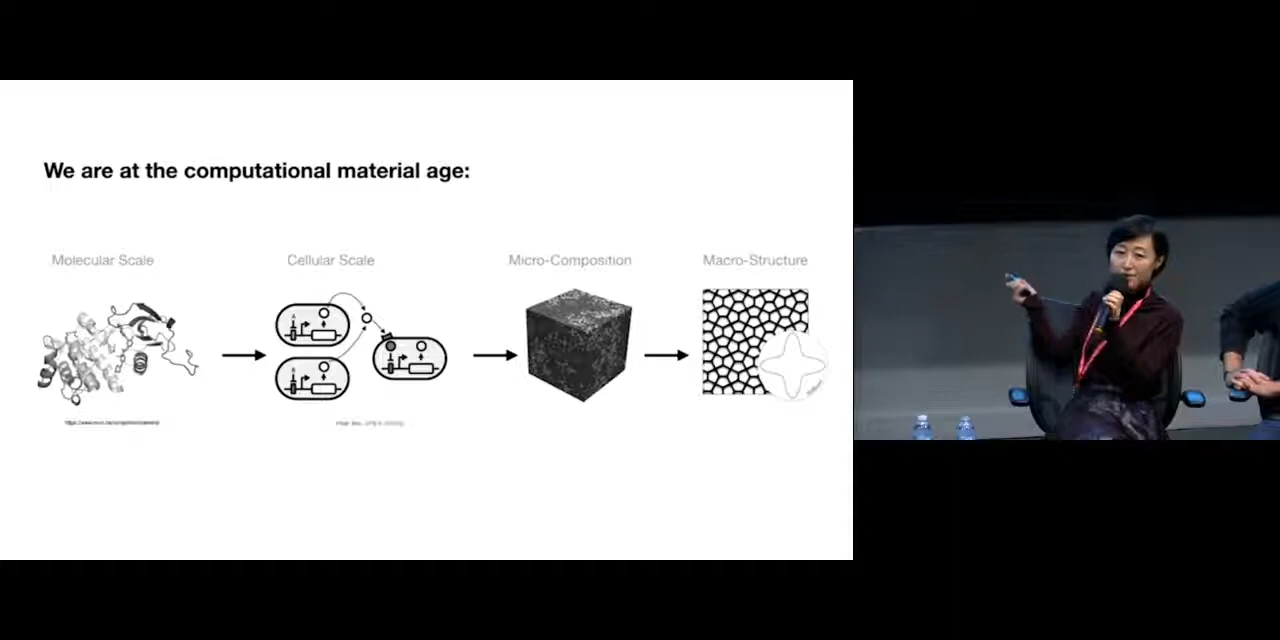 We are at the computational material age:
Molecular Scale
Cellular Scale
Micro-Composition
Macro-Structure